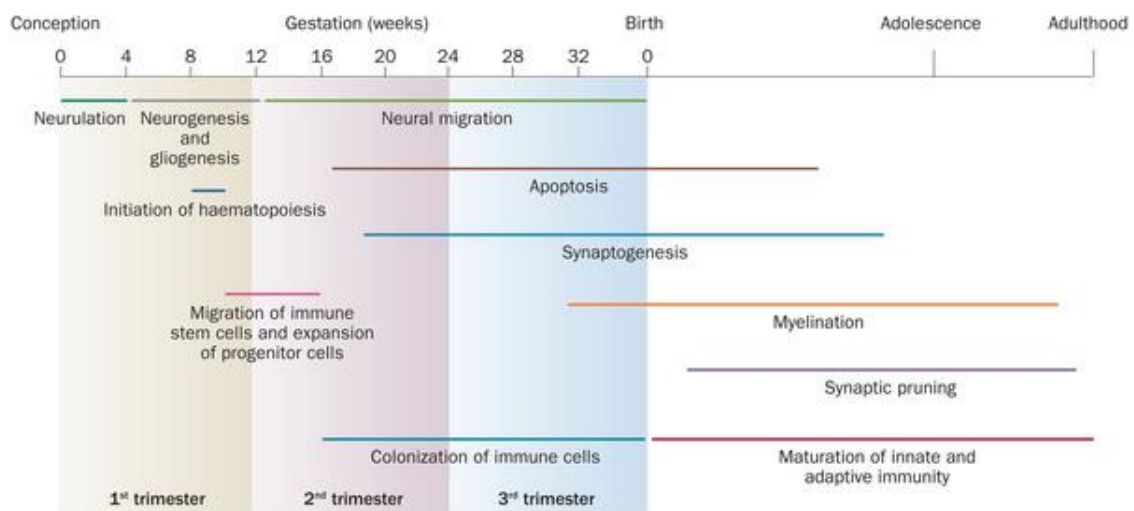 Conception Gestation (weeks) Birth Adolescence Adulthood
0 4 8 12 16 20 24 28 32 0
Neurulation
Neurogenesis
and
gliogenesis
Neural migration
Apoptosis
Initiation of haematopoiesis
Synaptogenesis
Migration of immune
stem cells and expansion
of progenitor cells
Myelination
Synaptic pruning
Colonization of immune cells
Maturation of innate and
adaptive immunity
1st trimester 2nd trimester 3rd trimester